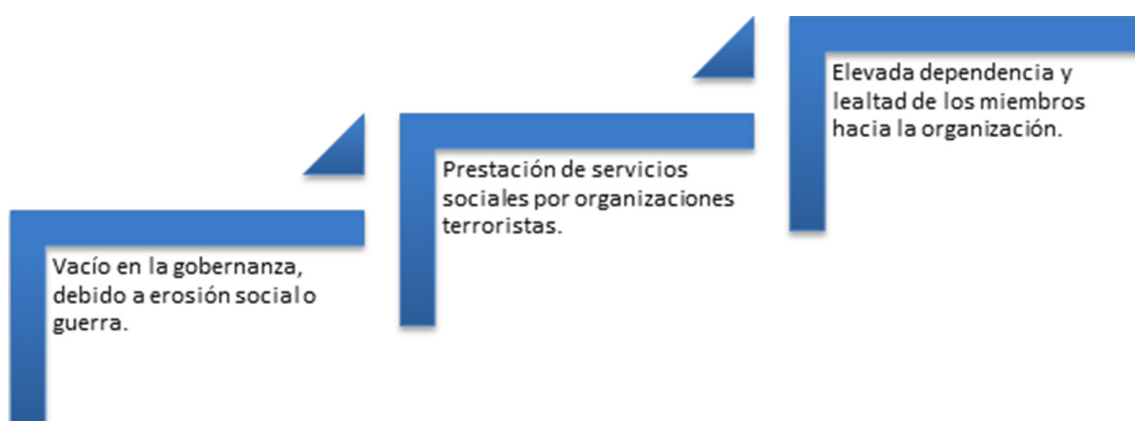 Vacío en la gobernanza,
debido a erosión social o
guerra.
Prestación de servicios
sociales por organizaciones
terroristas.
Elevada dependencia y
lealtad de los miembros
hacia la organización.